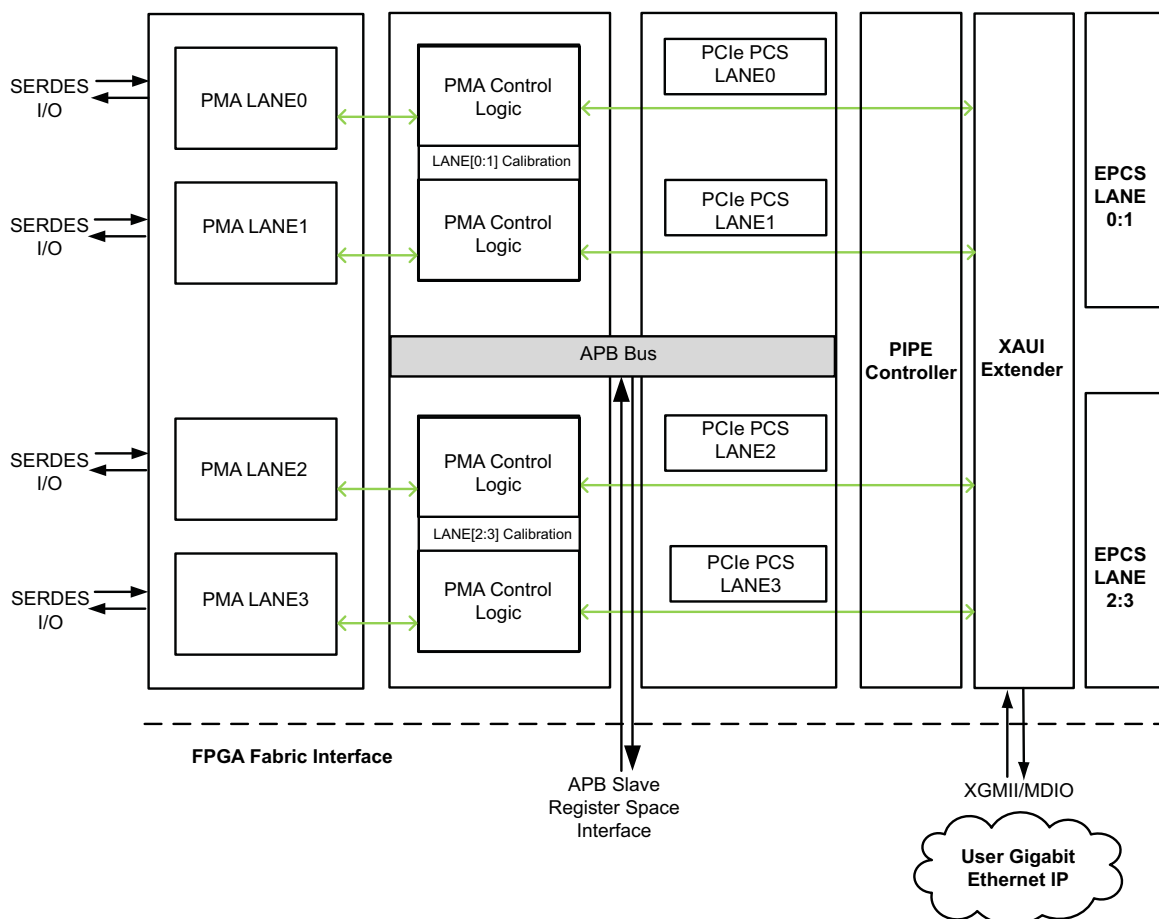 SERDES
I/O
PMA LANE0
PMA Control
Logic
PCIe PCS
LANE0
LANE[0:1] Calibration
SERDES
I/O
PMA LANE1
PMA Control
Logic
PCIe PCS
LANE1
EPCS
LANE
0:1
APB Bus
PIPE
Controller
XAUI
Extender
SERDES
I/O
PMA LANE2
PMA Control
Logic
PCIe PCS
LANE2
LANE[2:3] Calibration
SERDES
I/O
PMA LANE3
PMA Control
Logic
PCIe PCS
LANE3
EPCS
LANE
2:3
FPGA Fabric Interface
APB Slave
Register Space
Interface
XGMII/MDIO
User Gigabit
Ethernet IP